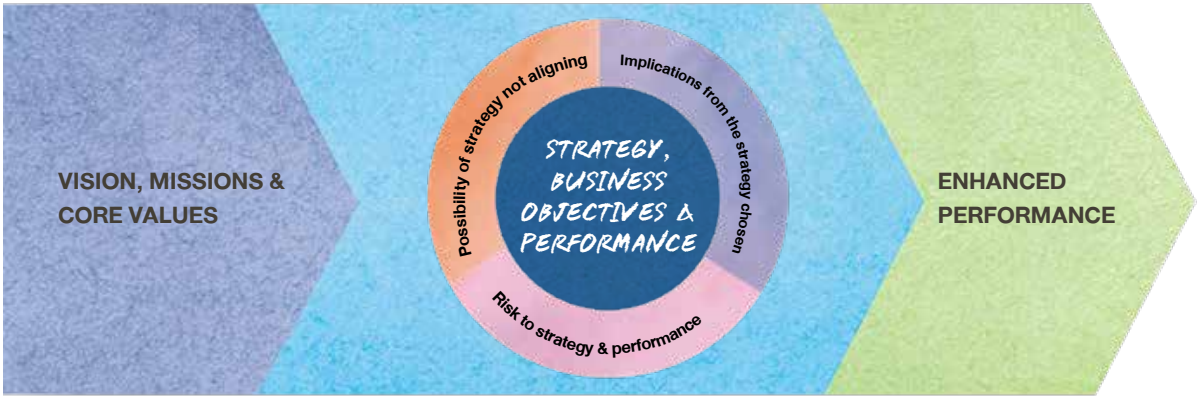 VISION, MISSIONS &
CORE VALUES
Possibility of strategy not aligning
Implications from the strategy chosen
STRATEGY,
BUSINESS
OBJECTIVES &
PERFORMANCE
Risk to strategy & performance
ENHANCED
PERFORMANCE